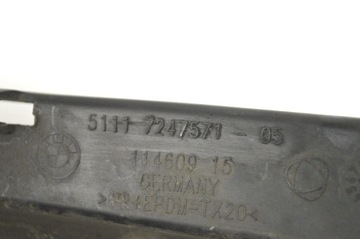 5111 7247571 - 05
114609 15
GERMANY
>PP+EPDM-TX20<